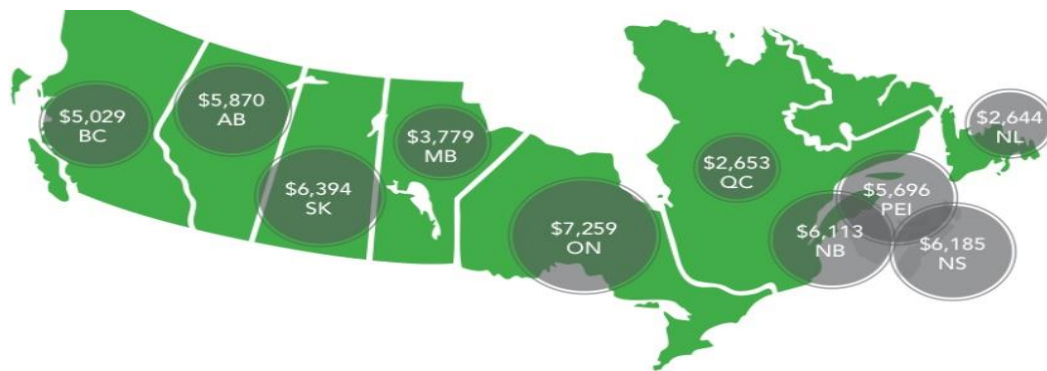 $5,029
BC
$5,870
AB
$6,394
SK
$3,779
MB
$7,259
ON
$2,653
QC
$6,113
NB
$5,696
PEI
$6,185
NS
$2,644
NL